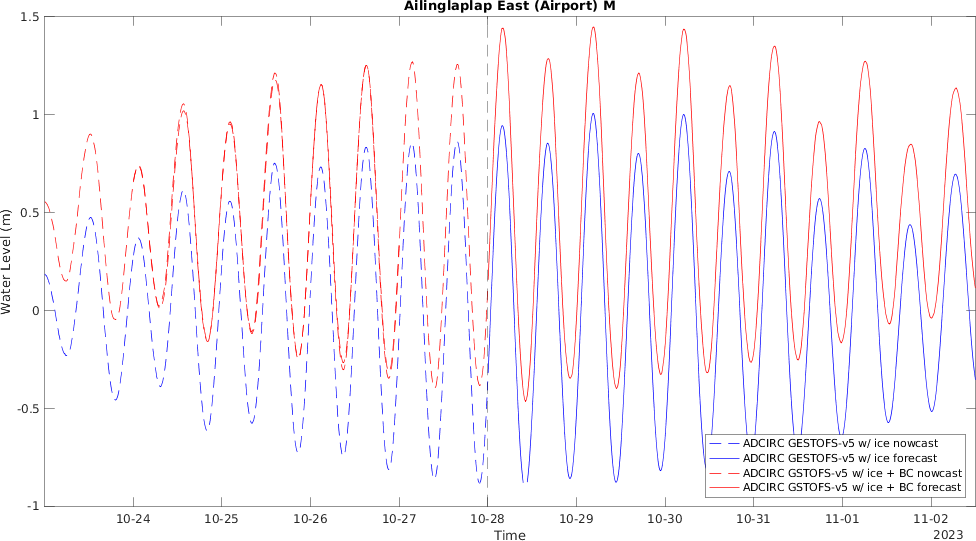 Ailinglaplap East (Airport) M
1.5
1
0.5
0
-0.5
-1
Water Level (m)
10-24
10-25
10-26
10-27
10-28
10-29
10-30
10-31
11-01
11-02
Time
2023
ADCIRC GESTOFS-v5 w/ ice nowcast
ADCIRC GESTOFS-v5 w/ ice forecast
ADCIRC GSTOFS-v5 w/ ice + BC nowcast
ADCIRC GSTOFS-v5 w/ ice + BC forecast